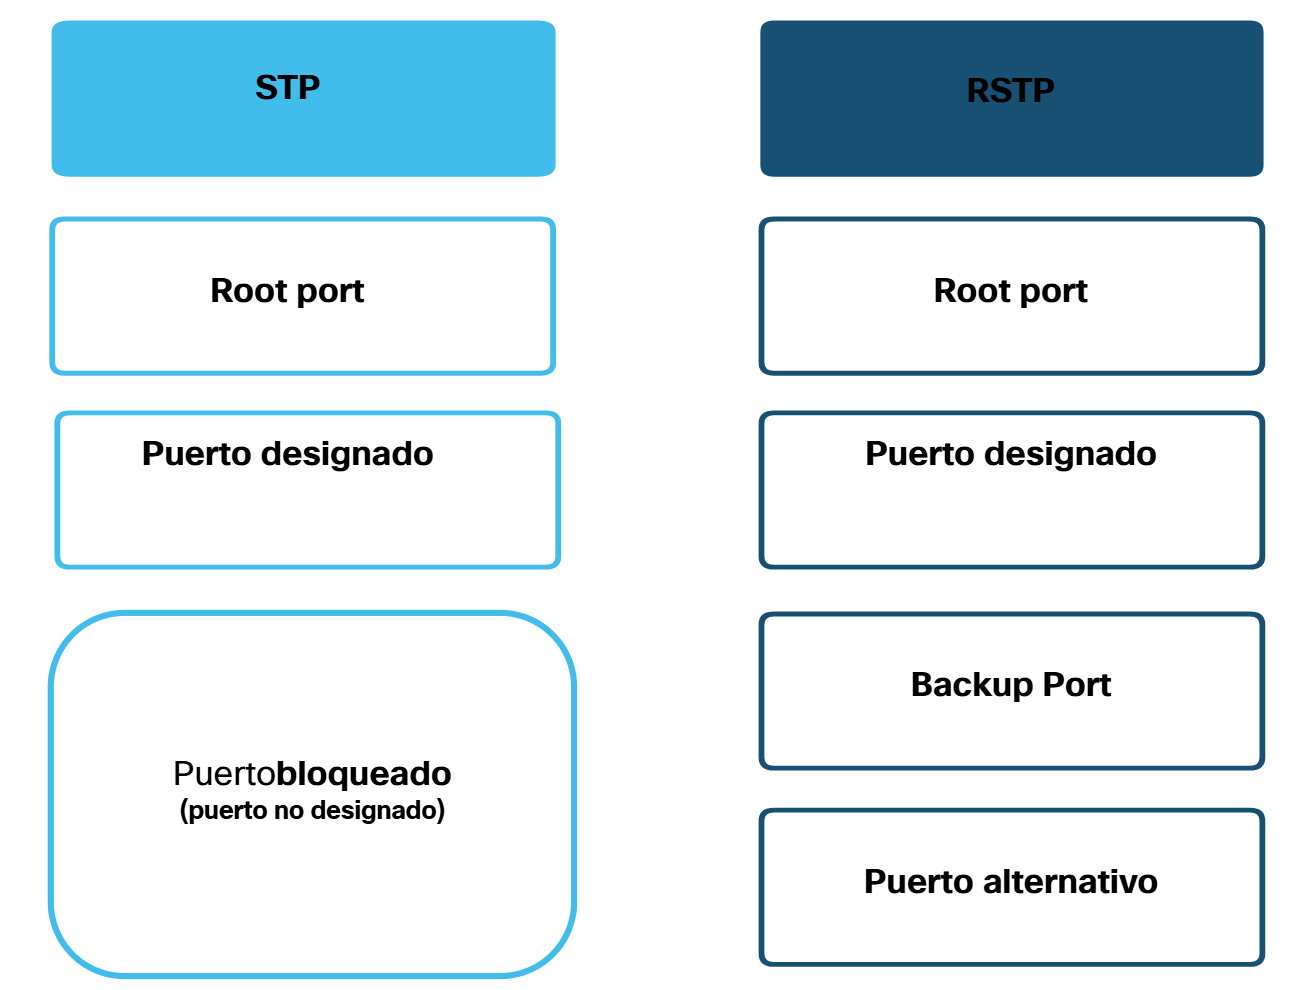 STP
RSTP
Root port
Root port
Puerto designado
Puerto designado
Backup Port
Puertobloqueado
(puerto no designado)
Puerto alternativo